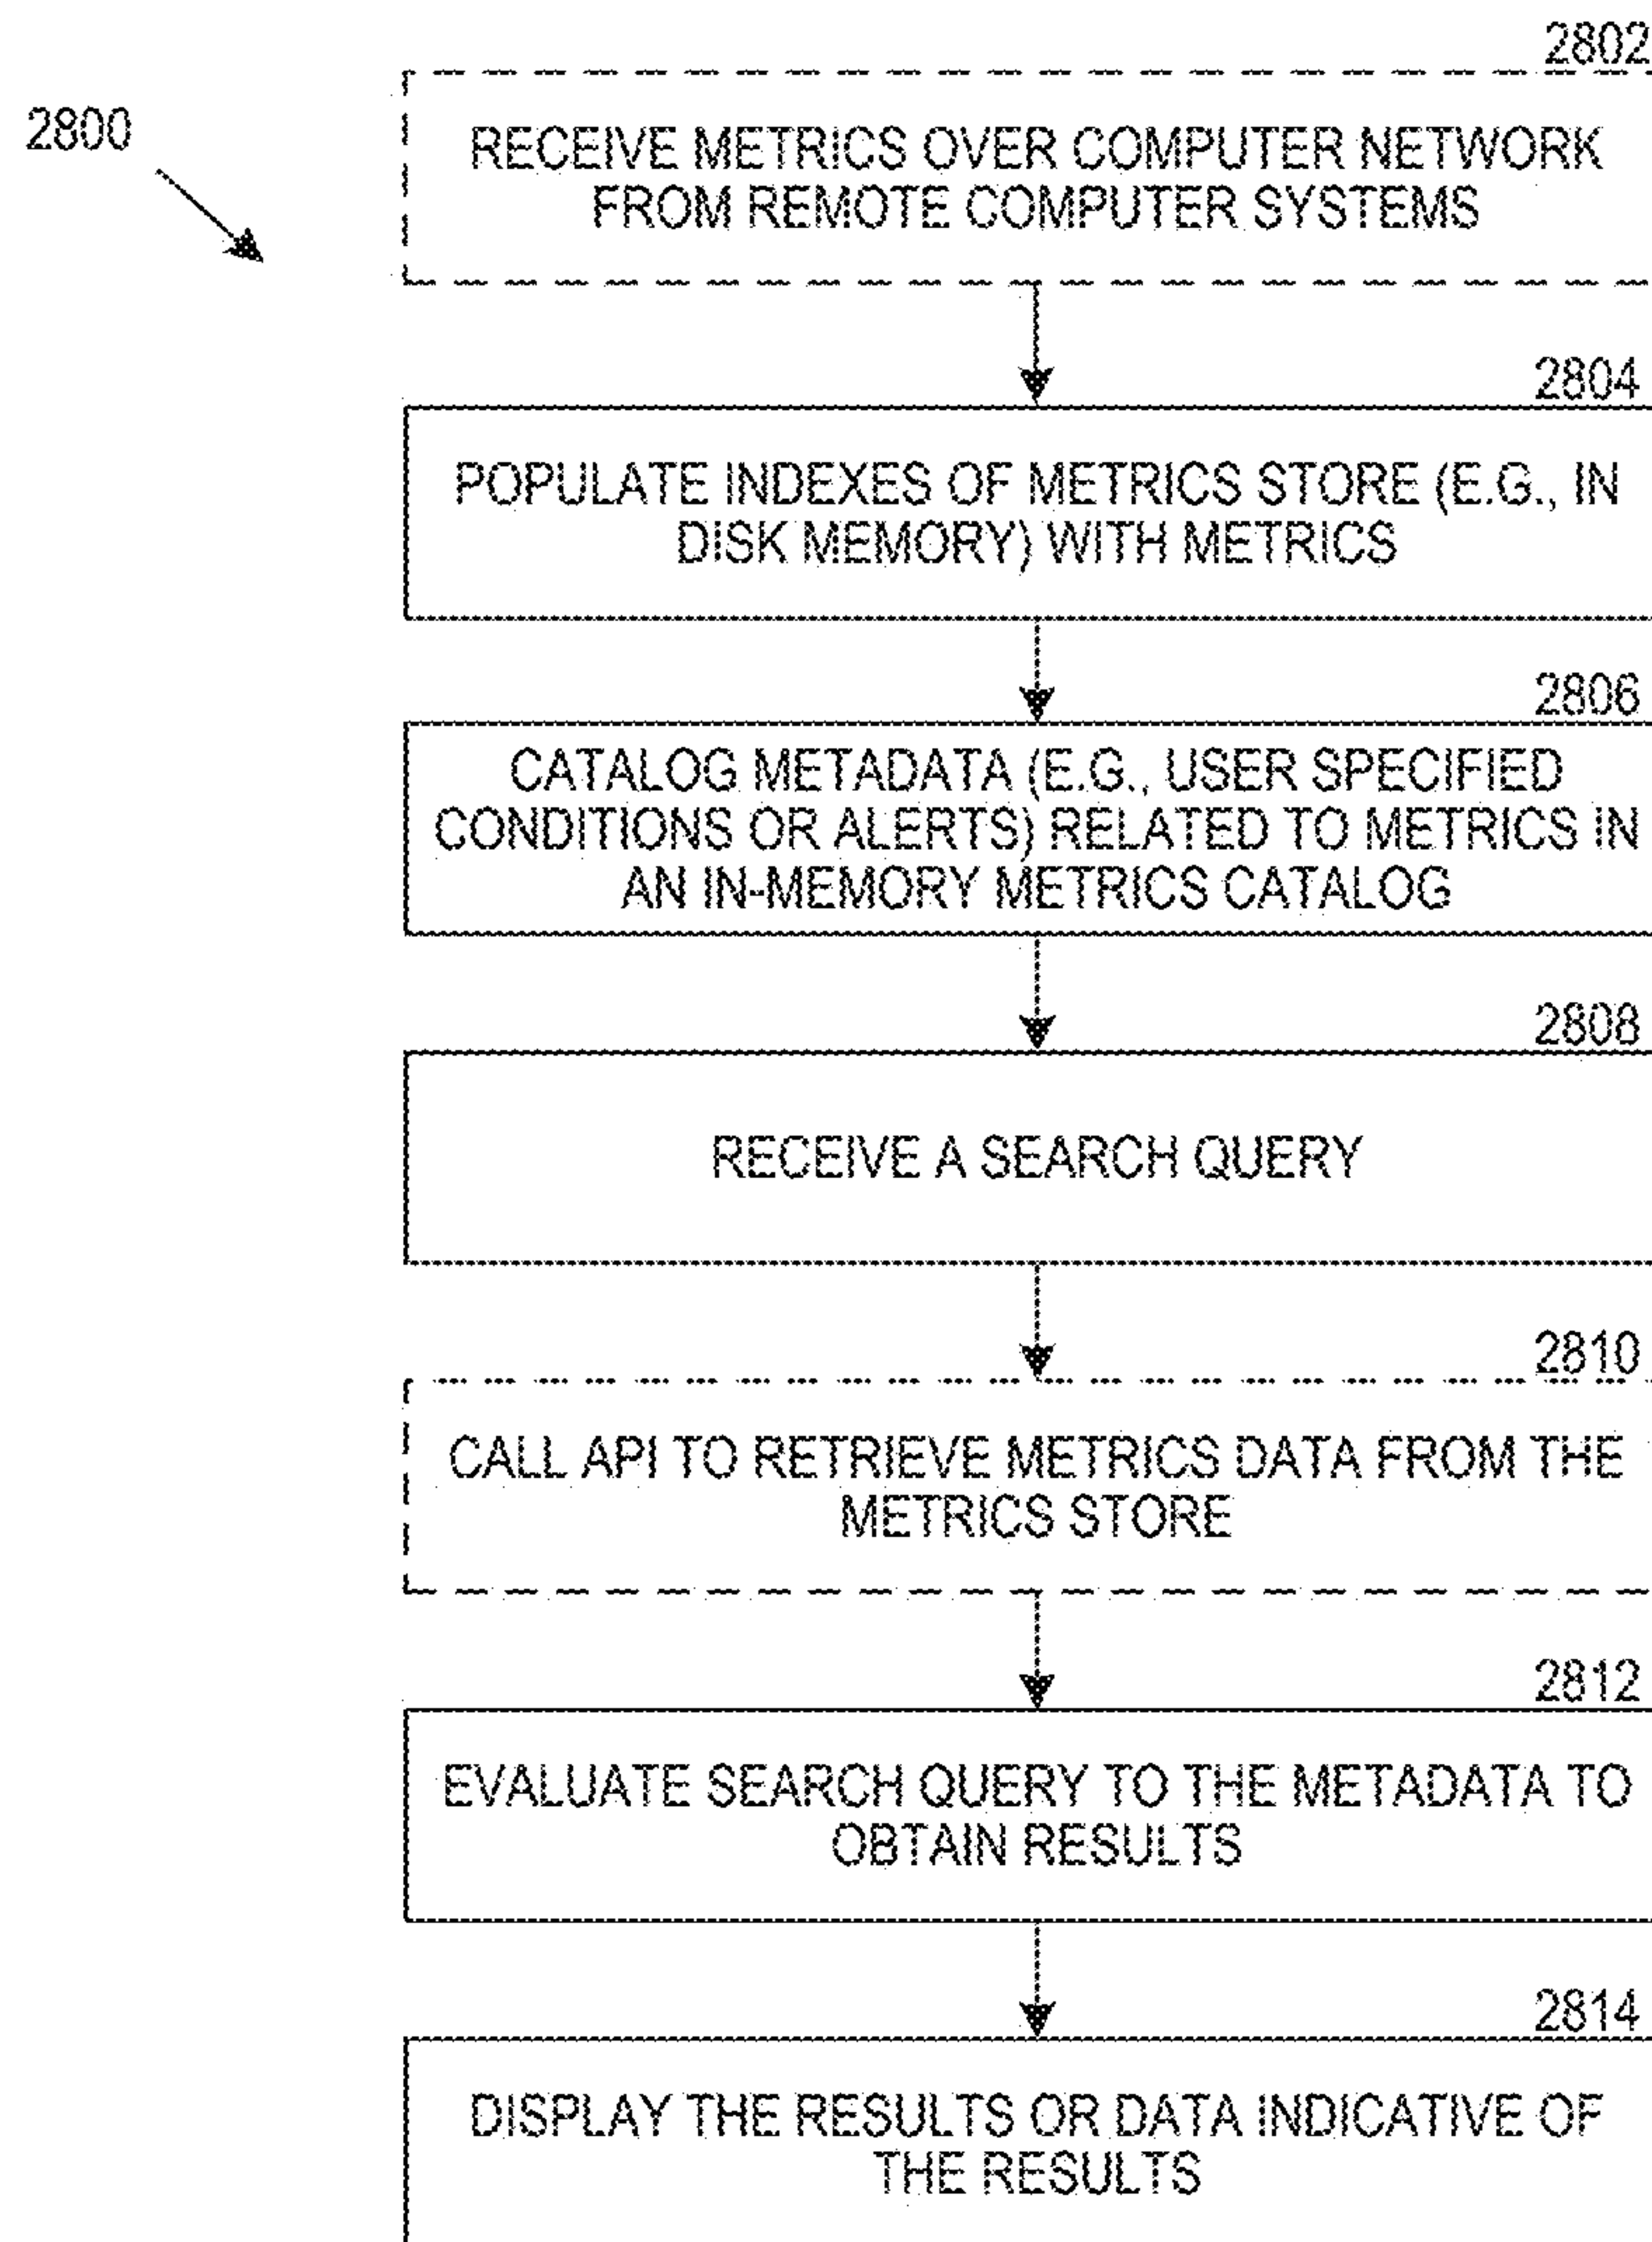 2802
2800
RECEIVE METRICS OVER COMPUTER NETWORK
FROM REMOTE COMPUTER SYSTEMS
2804
POPULATE INDEXES OF METRICS STORE (E.G., IN
DISK MEMORY) WITH METRICS
2806
CATALOG METADATA (E.G., USER SPECIFIED
CONDITIONS OR ALERTS) RELATED TO METRICS IN
AN IN-MEMORY METRICS CATALOG
2808
RECEIVE A SEARCH QUERY
2810
CALL API TO RETRIEVE METRICS DATA FROM THE
METRICS STORE
2812
EVALUATE SEARCH QUERY TO THE METADATA TO
OBTAIN RESULTS
2814
DISPLAY THE RESULTS OR DATA INDICATIVE OF
THE RESULTS